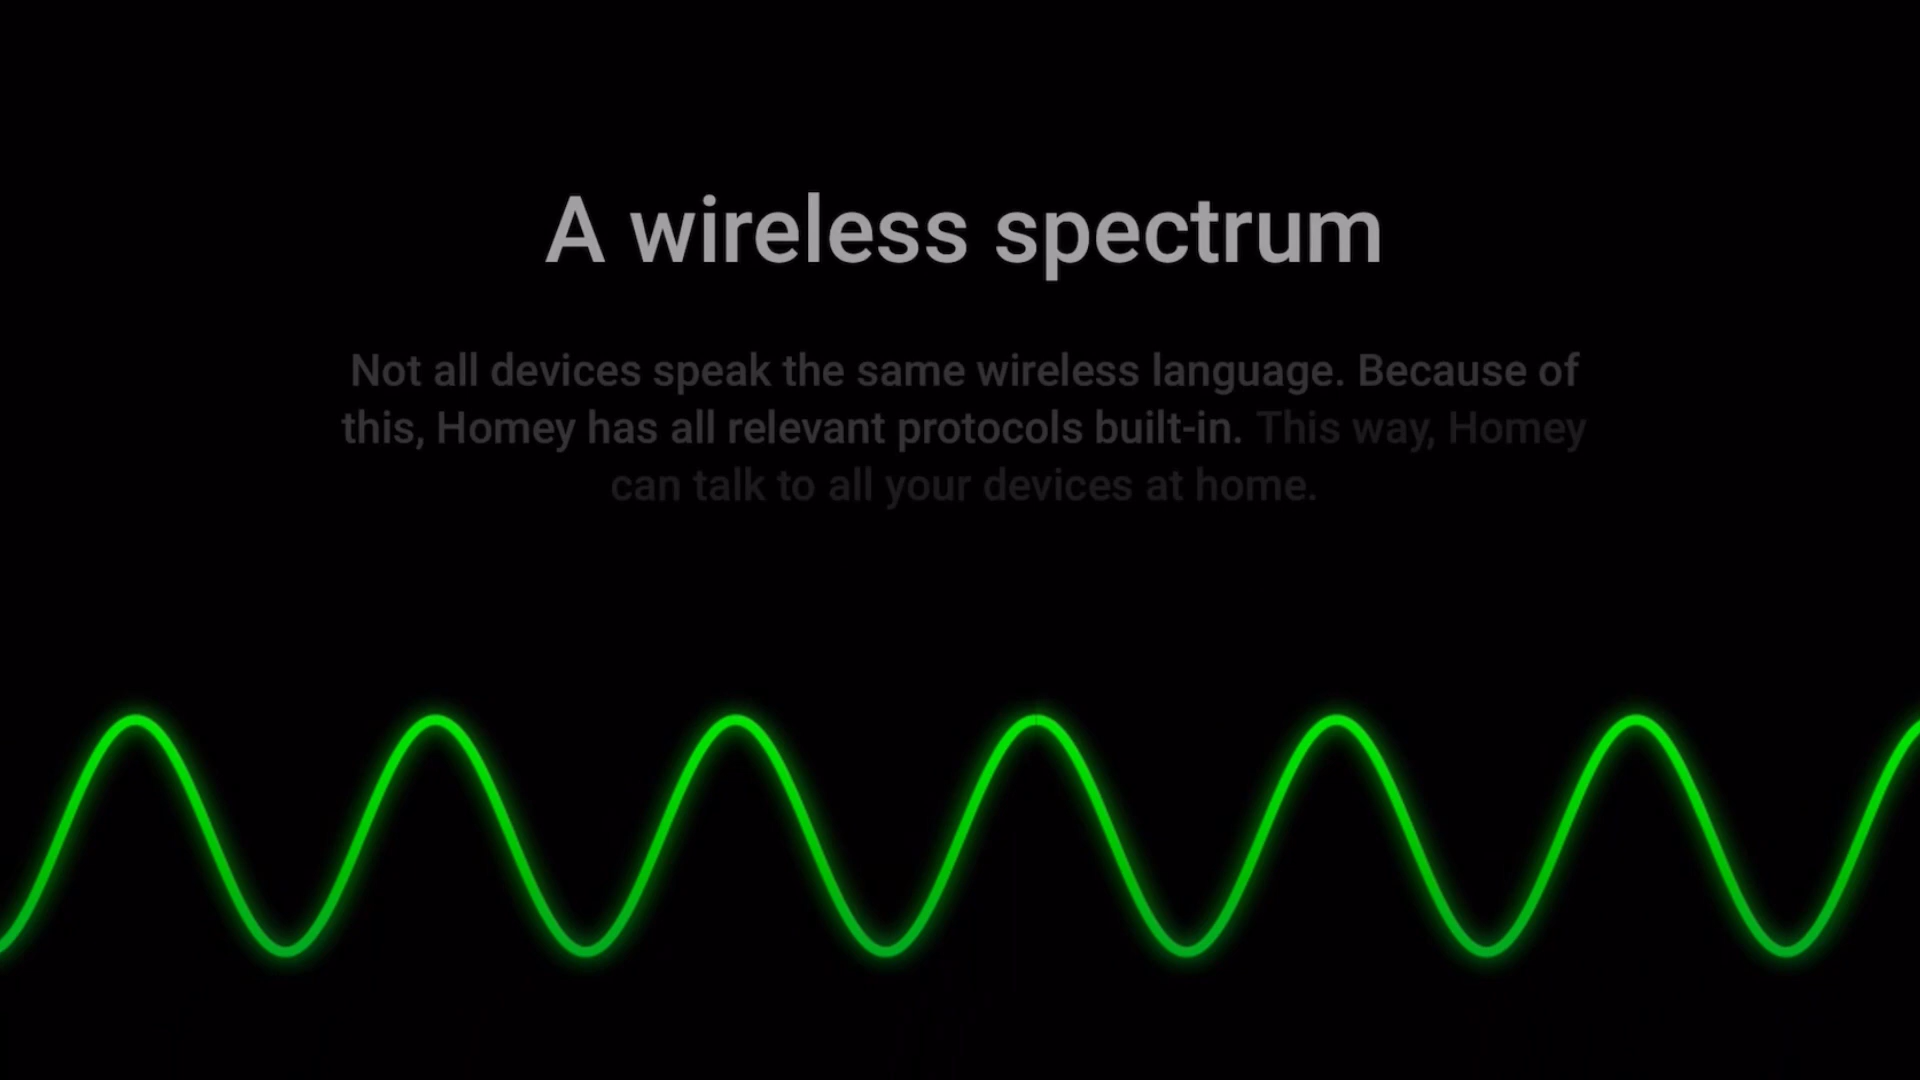 A wireless spectrum
Not all devices speak the same wireless language. Because of
this, Homey has all relevant protocols built-in. This way, Homey
can talk to all your devices at home.